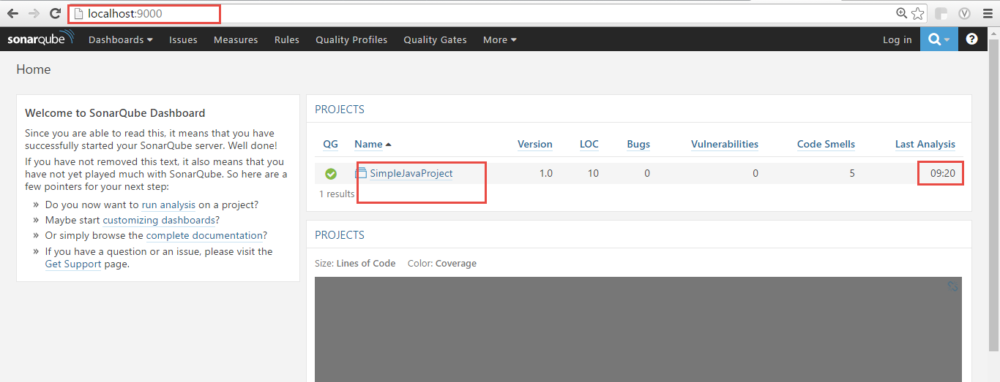 localhost:9000
sonarqube Dashboards Issues Measures Rules Quality Profiles Quality Gates More Log in ?
Home
Welcome to SonarQube Dashboard
Since you are able to read this, it means that you have
successfully started your SonarQube server. Well done!
If you have not removed this text, it also means that you
have not yet played much with SonarQube. So here are a
few pointers for your next step:
» Do you now want to run analysis on a project?
» Maybe start customizing dashboards?
» Or simply browse the complete documentation?
» If you have a question or an issue, please visit the
Get Support page.
PROJECTS
QG Name Version LOC Bugs Vulnerabilities Code Smells Last Analysis
SimpleJavaProject 1.0 10 0 0 5 09:20
1 results
PROJECTS
Size: Lines of Code Color: Coverage